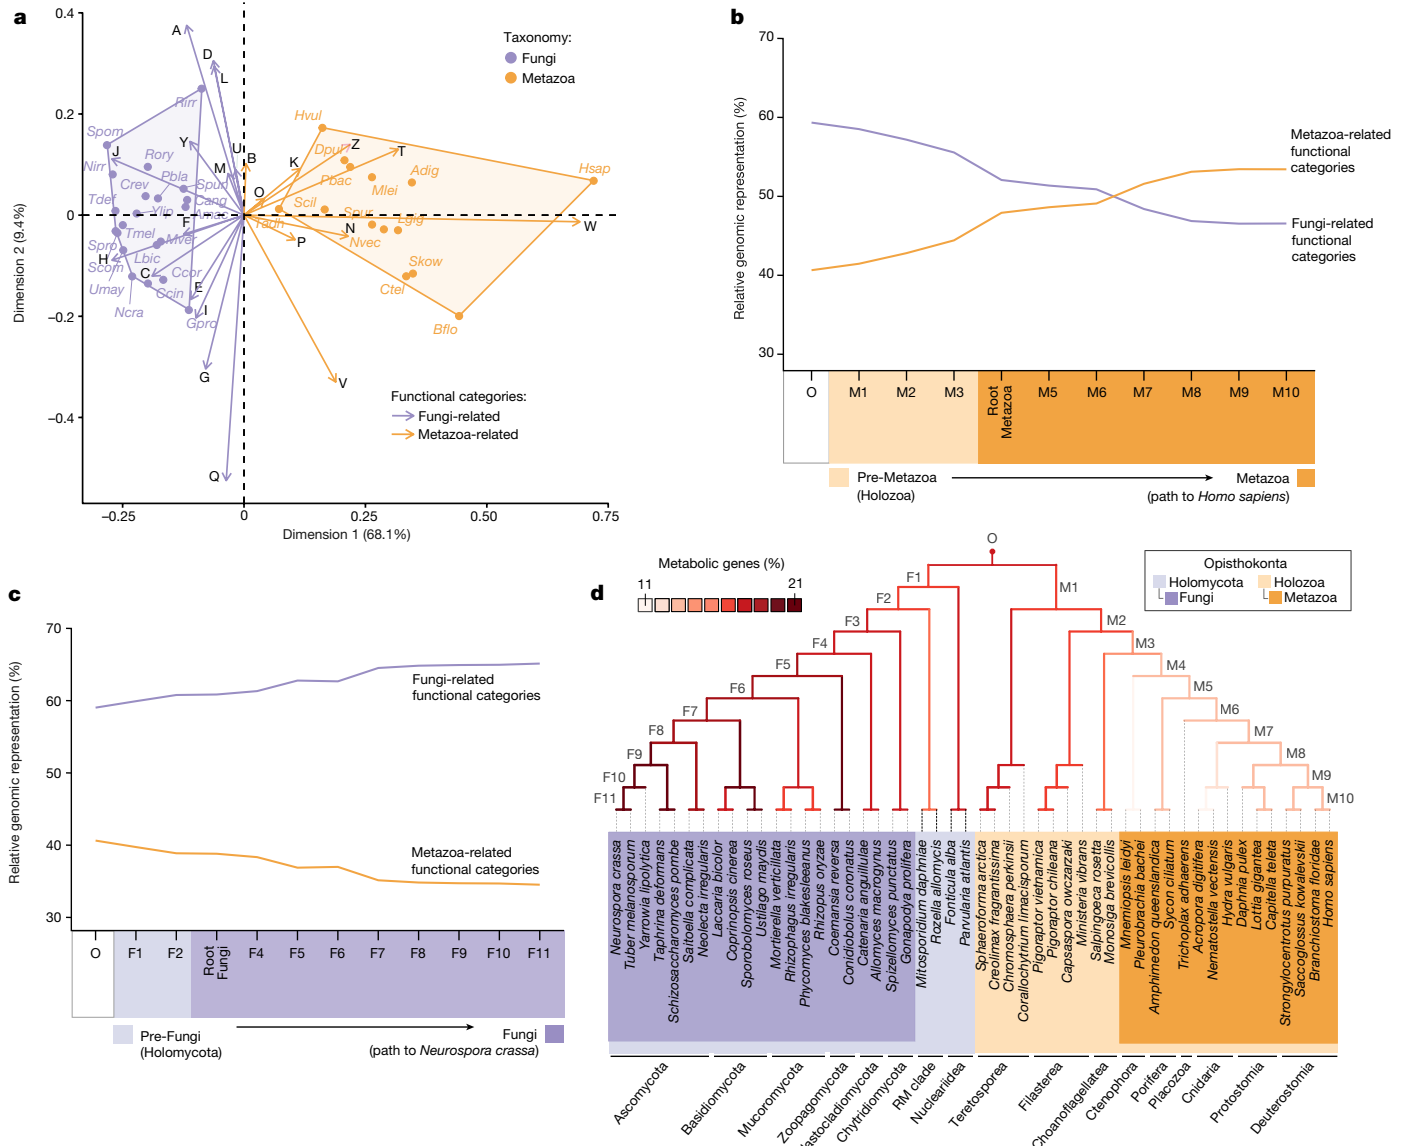 a
0.4
0.2
0
−0.2
−0.4
Dimension 2 (9.4%)
−0.25
0
0.25
0.50
0.75
Dimension 1 (68.1%)
Taxonomy:
Fungi
Metazoa
Functional categories:
Fungi-related
Metazoa-related
A
D
L
Rirr
Spom
J
Y
U
B
Nirr
Rory
M
Pbla
Spun
Crev
Cang
Tdef
Ylip
Amac
F
Tmel
Mver
Spro
H
Lbic
Scom
C
Ccor
Umay
Ccin
E
I
Ncra
Gpro
G
Q
Hvul
Dpul
Z
T
K
Pbac
Adig
Mlei
Hsap
O
Scil
Tadh
Spur
Lgig
W
P
N
Nvec
Skow
Ctel
Bflo
V
b
70
60
50
40
30
Relative genomic representation (%)
Metazoa-related
functional
categories
Fungi-related
functional
categories
O
M1
M2
M3
Root
Metazoa
M5
M6
M7
M8
M9
M10
Pre-Metazoa
(Holozoa)
Metazoa
(path to Homo sapiens)
c
70
60
50
40
30
Relative genomic representation (%)
Fungi-related
functional categories
Metazoa-related
functional categories
O
F1
F2
Root
Fungi
F4
F5
F6
F7
F8
F9
F10
F11
Pre-Fungi
(Holomycota)
Fungi
(path to Neurospora crassa)
d
Metabolic genes (%)
11
21
Opisthokonta
Holomycota
Holozoa
Fungi
Metazoa
O
F1
F2
F3
F4
F5
F6
F7
F8
F9
F10
F11
M1
M2
M3
M4
M5
M6
M7
M8
M9
M10
Neurospora crassa
Tuber melanosporum
Yarrowia lipolytica
Taphrina deformans
Schizosaccharomyces pombe
Saitoella complicata
Neolecta irregularis
Laccaria bicolor
Coprinopsis cinerea
Sporobolomyces roseus
Ustilago maydis
Mortierella verticillata
Rhizophagus irregularis
Phycomyces blakesleeanus
Rhizopus oryzae
Coemansia reversa
Conidiobolus coronatus
Catenaria anguillulae
Allomyces macrogynus
Spizellomyces punctatus
Gonapodya prolifera
Mitosporidium daphniae
Rozella allomycis
Fonticula alba
Parvularia atlantis
Sphaeroforma arctica
Creolimax fragrantissima
Chromosphaera perkinsii
Corallochytrium limacisporum
Pigoraptor vietnamica
Pigoraptor chileana
Capsaspora owczarzaki
Ministeria vibrans
Salpingoeca rosetta
Monosiga brevicollis
Mnemiopsis leidyi
Pleurobrachia bachei
Amphimedon queenslandica
Sycon ciliatum
Trichoplax adhaerens
Acropora digitifera
Nematostella vectensis
Hydra vulgaris
Daphnia pulex
Lottia gigantea
Capitella teleta
Strongylocentrotus purpuratus
Saccoglossus kowalevskii
Branchiostoma floridae
Homo sapiens
Ascomycota
Basidiomycota
Mucoromycota
Zoopagomycota
lastocladiomycota
Chytridiomycota
RM clade
Nucleariidea
Teretosporea
Filasterea
Choanoflagellatea
Ctenophora
Porifera
Placozoa
Cnidaria
Protostomia
Deuterostomia